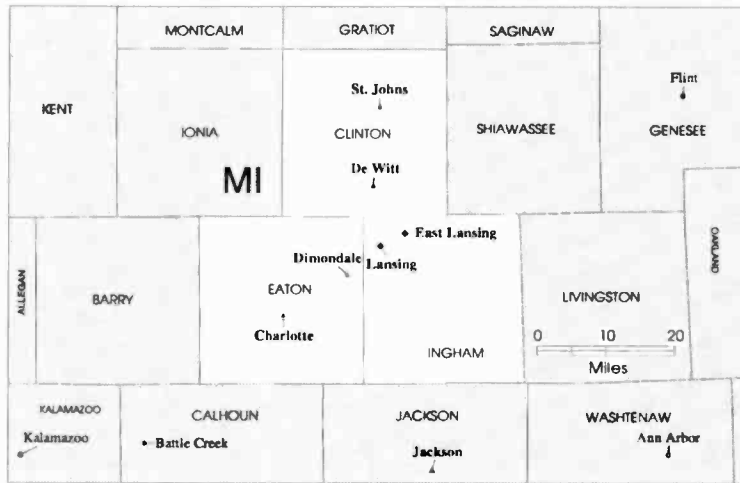 MONTCALM
GRATIOT
SAGINAW
KENT
St. Johns
Flint
IONIA
CLINTON
SHIAWASSEE
GENESEE
MI
De Witt
East Lansing
Lansing
OAKLAND
Dimondale
ALLEGAN
BARRY
EATON
LIVINGSTON
Charlotte
INGHAM
0 10 20
Miles
KALAMAZOO
CALHOUN
JACKSON
WASHTENAW
Kalamazoo
Battle Creek
Jackson
Ann Arbor